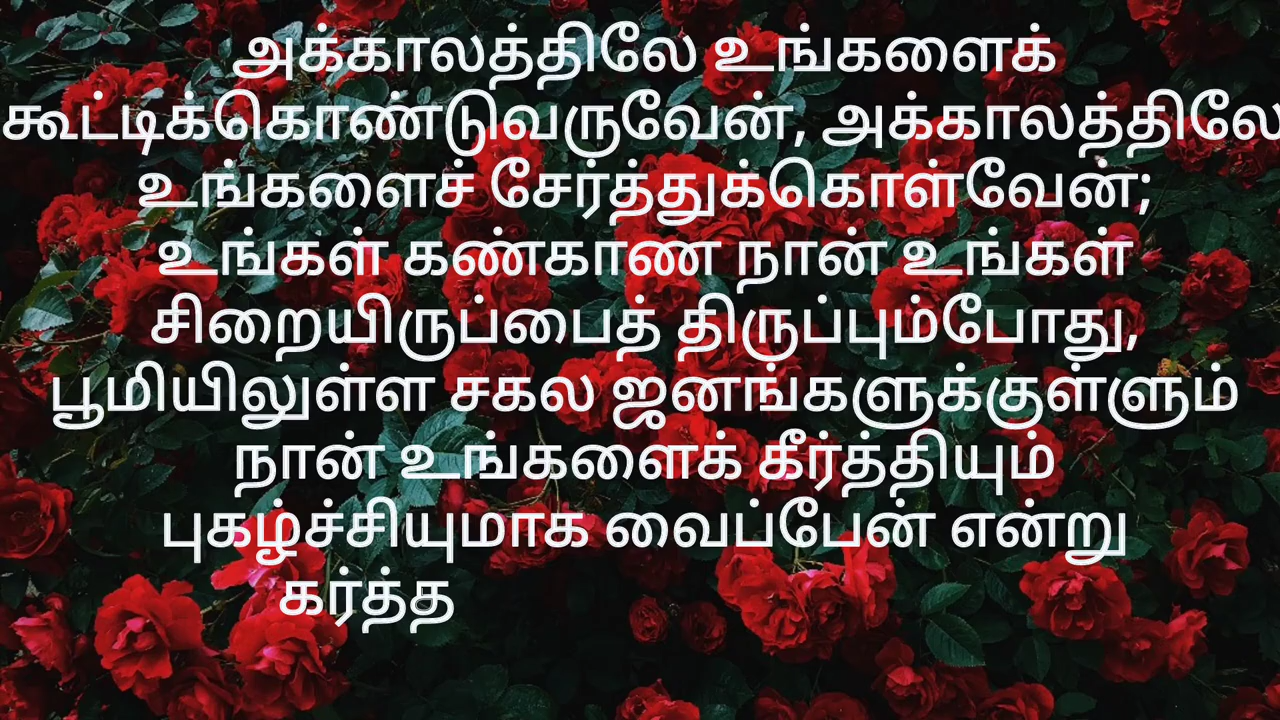 அக்காலத்திலே உங்களைக்
கூட்டிக்கொண்டுவருவேன், அக்காலத்திலே
உங்களைச் சேர்த்துக்கொள்வேன்;
உங்கள் கண்காண நான் உங்கள்
சிறையிருப்பைத் திருப்பும்போது,
பூமியிலுள்ள சகல ஜனங்களுக்குள்ளும்
நான் உங்களைக் கீர்த்தியும்
புகழ்ச்சியுமாக வைப்பேன் என்று
கர்த்த